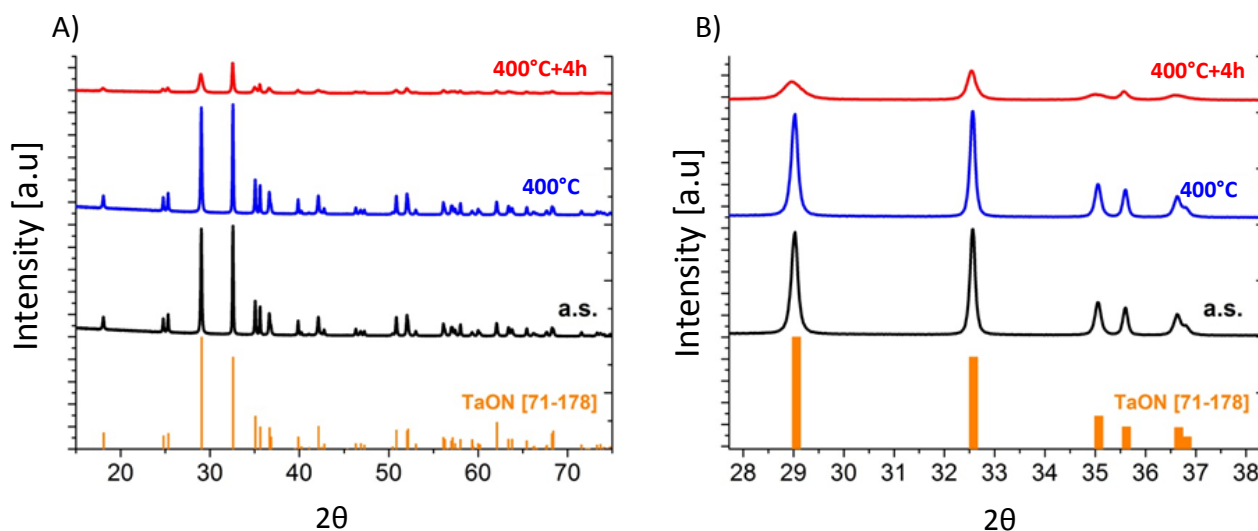 A)
B)
400°C+4h
400°C
a.s.
TaON [71-178]
Intensity [a.u]
20 30 40 50 60 70
2θ
400°C+4h
400°C
a.s.
TaON [71-178]
Intensity [a.u]
28 29 30 31 32 33 34 35 36 37 38
2θ